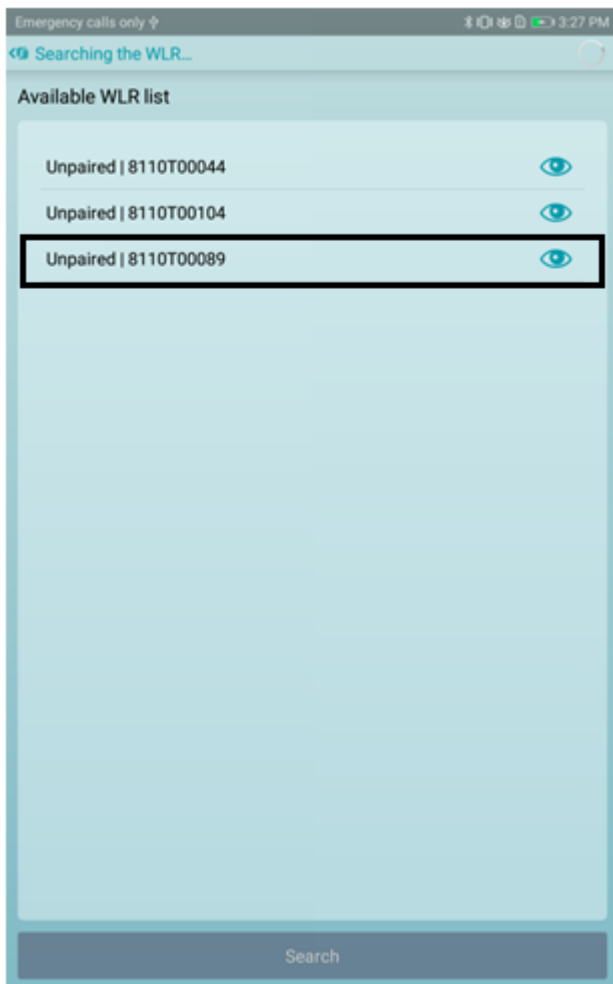 Emergency calls only 3:27 PM
Searching the WLR...
Available WLR list
Unpaired | 8110T00044
Unpaired | 8110T00104
Unpaired | 8110T00089
Search